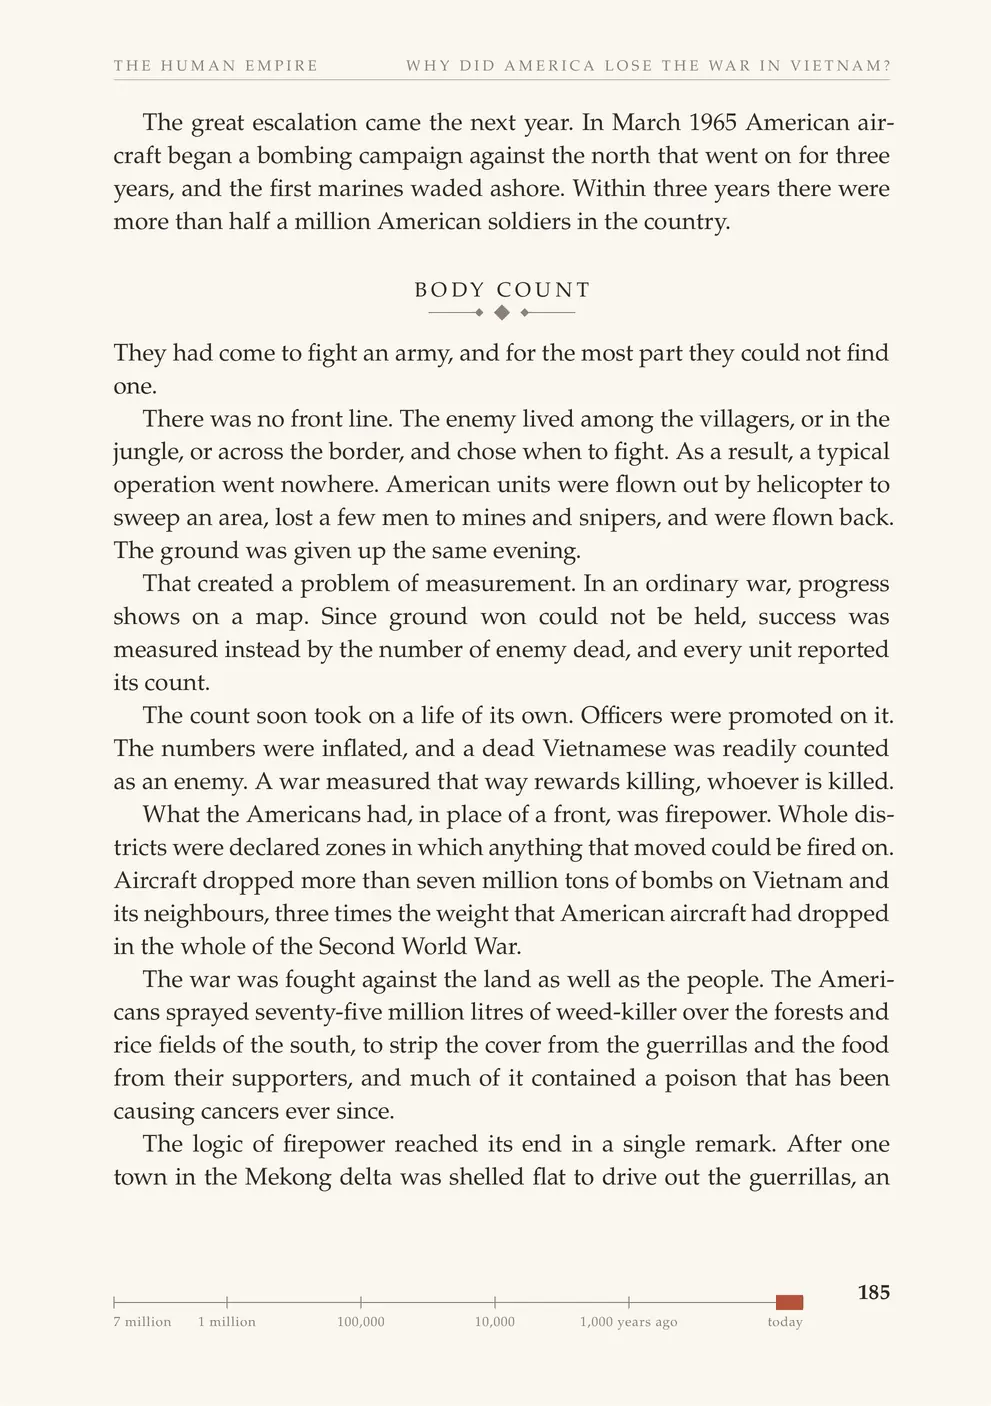 THE HUMAN EMPIRE WHY DID AMERICA LOSE THE WAR IN VIETNAM?
The great escalation came the next year. In March 1965 American air-
craft began a bombing campaign against the north that went on for three
years, and the first marines waded ashore. Within three years there were
more than half a million American soldiers in the country.
BODY COUNT
They had come to fight an army, and for the most part they could not find
one.
There was no front line. The enemy lived among the villagers, or in the
jungle, or across the border, and chose when to fight. As a result, a typical
operation went nowhere. American units were flown out by helicopter to
sweep an area, lost a few men to mines and snipers, and were flown back.
The ground was given up the same evening.
That created a problem of measurement. In an ordinary war, progress
shows on a map. Since ground won could not be held, success was
measured instead by the number of enemy dead, and every unit reported
its count.
The count soon took on a life of its own. Officers were promoted on it.
The numbers were inflated, and a dead Vietnamese was readily counted
as an enemy. A war measured that way rewards killing, whoever is killed.
What the Americans had, in place of a front, was firepower. Whole dis-
tricts were declared zones in which anything that moved could be fired on.
Aircraft dropped more than seven million tons of bombs on Vietnam and
its neighbours, three times the weight that American aircraft had dropped
in the whole of the Second World War.
The war was fought against the land as well as the people. The Ameri-
cans sprayed seventy-five million litres of weed-killer over the forests and
rice fields of the south, to strip the cover from the guerrillas and the food
from their supporters, and much of it contained a poison that has been
causing cancers ever since.
The logic of firepower reached its end in a single remark. After one
town in the Mekong delta was shelled flat to drive out the guerrillas, an
185
7 million 1 million 100,000 10,000 1,000 years ago today